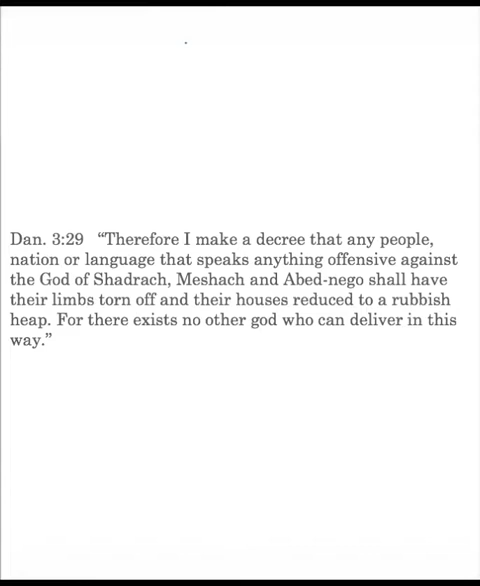 Dan. 3:29 “Therefore I make a decree that any people,
nation or language that speaks anything offensive against
the God of Shadrach, Meshach and Abed-nego shall have
their limbs torn off and their houses reduced to a rubbish
heap. For there exists no other god who can deliver in this
way.”